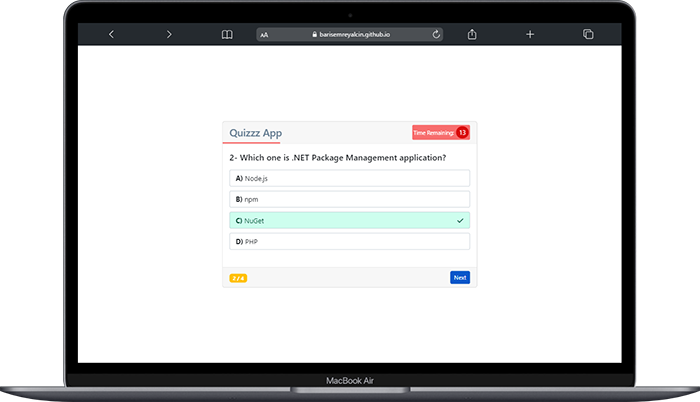 AA barisemreyalcin.github.io
Quizzz App
Time Remaining: 13
2- Which one is .NET Package Management application?
A) Node.js
B) npm
C) NuGet
D) PHP
2 / 4
Next
MacBook Air